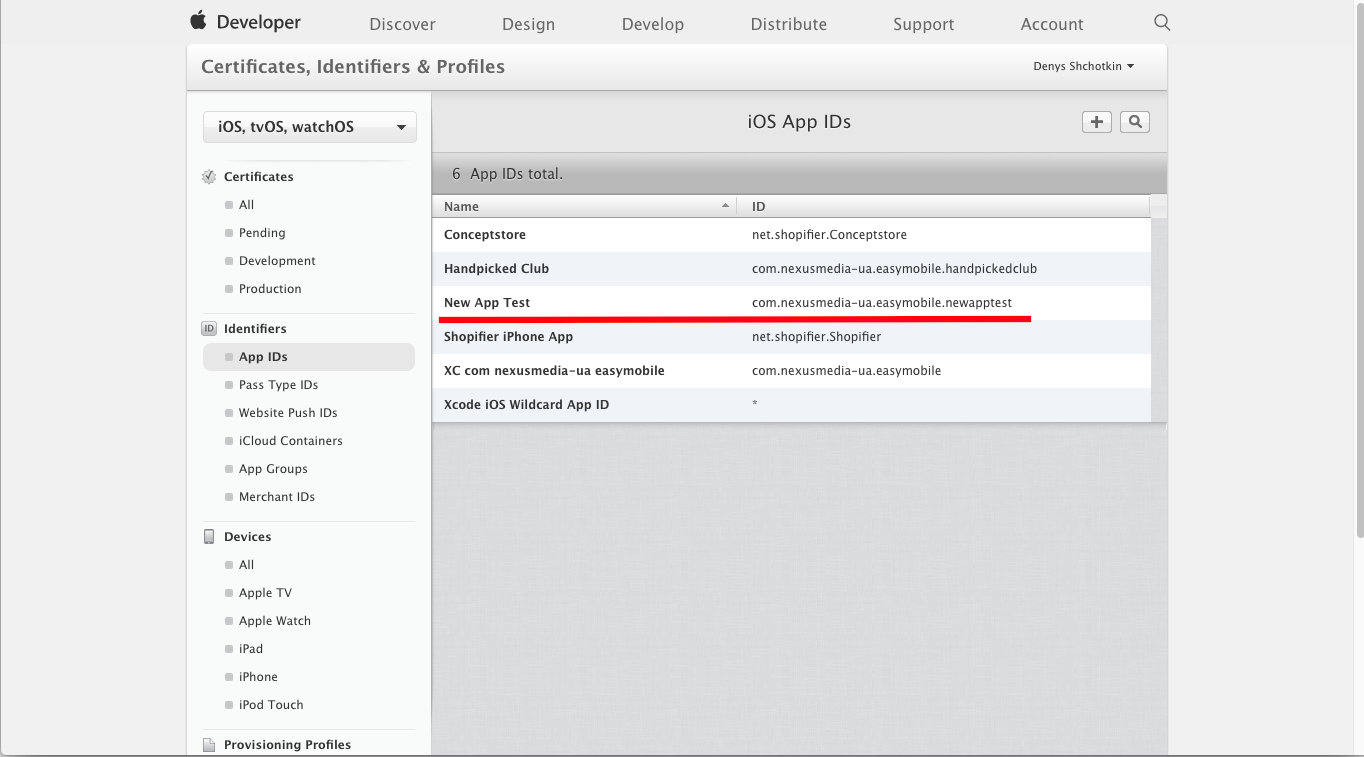 Developer Discover Design Develop Distribute Support Account
Certificates, Identifiers & Profiles Denys Shchotkin
iOS, tvOS, watchOS
Certificates
All
Pending
Development
Production
ID Identifiers
App IDs
Pass Type IDs
Website Push IDs
iCloud Containers
App Groups
Merchant IDs
Devices
All
Apple TV
Apple Watch
iPad
iPhone
iPod Touch
Provisioning Profiles
iOS App IDs
6 App IDs total.
Name ID
Conceptstore net.shopifier.Conceptstore
Handpicked Club com.nexusmedia-ua.easymobile.handpickedclub
New App Test com.nexusmedia-ua.easymobile.newapptest
Shopifier iPhone App net.shopifier.Shopifier
XC com nexusmedia-ua easymobile com.nexusmedia-ua.easymobile
Xcode iOS Wildcard App ID *